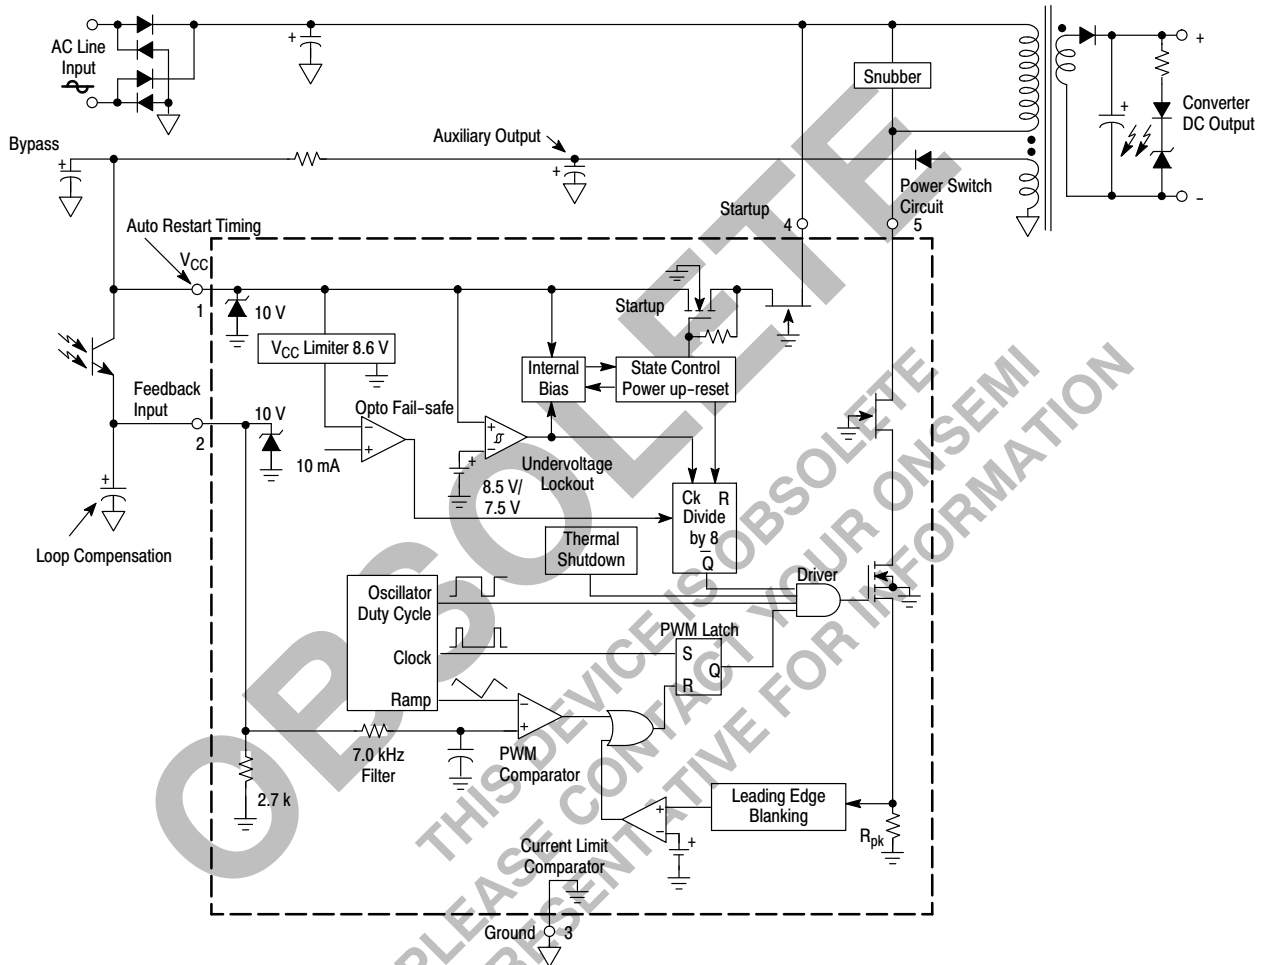 AC Line
Input
+
Snubber
+
+
Converter
DC Output
−
Bypass
+
Auxiliary Output
+
Power Switch
Circuit
Startup
4
5
Auto Restart Timing
VCC
1
10 V
Startup
VCC Limiter 8.6 V
Internal
Bias
State Control
Power up−reset
Feedback
Input
2
10 V
Opto Fail−safe
−
+
10 mA
+
−
+
8.5 V/
7.5 V
Undervoltage
Lockout
Ck R
Divide
by 8
Q
+
Loop Compensation
Thermal
Shutdown
Driver
Oscillator
Duty Cycle
Clock
Ramp
PWM Latch
S
Q
R
−
+
PWM
Comparator
7.0 kHz
Filter
2.7 k
Leading Edge
Blanking
+
−
+
Rpk
Current Limit
Comparator
Ground
3
OBSOLETE
THIS DEVICE IS OBSOLETE
PLEASE CONTACT YOUR ONSEMI
RESENTATIVE FOR INFORMATION